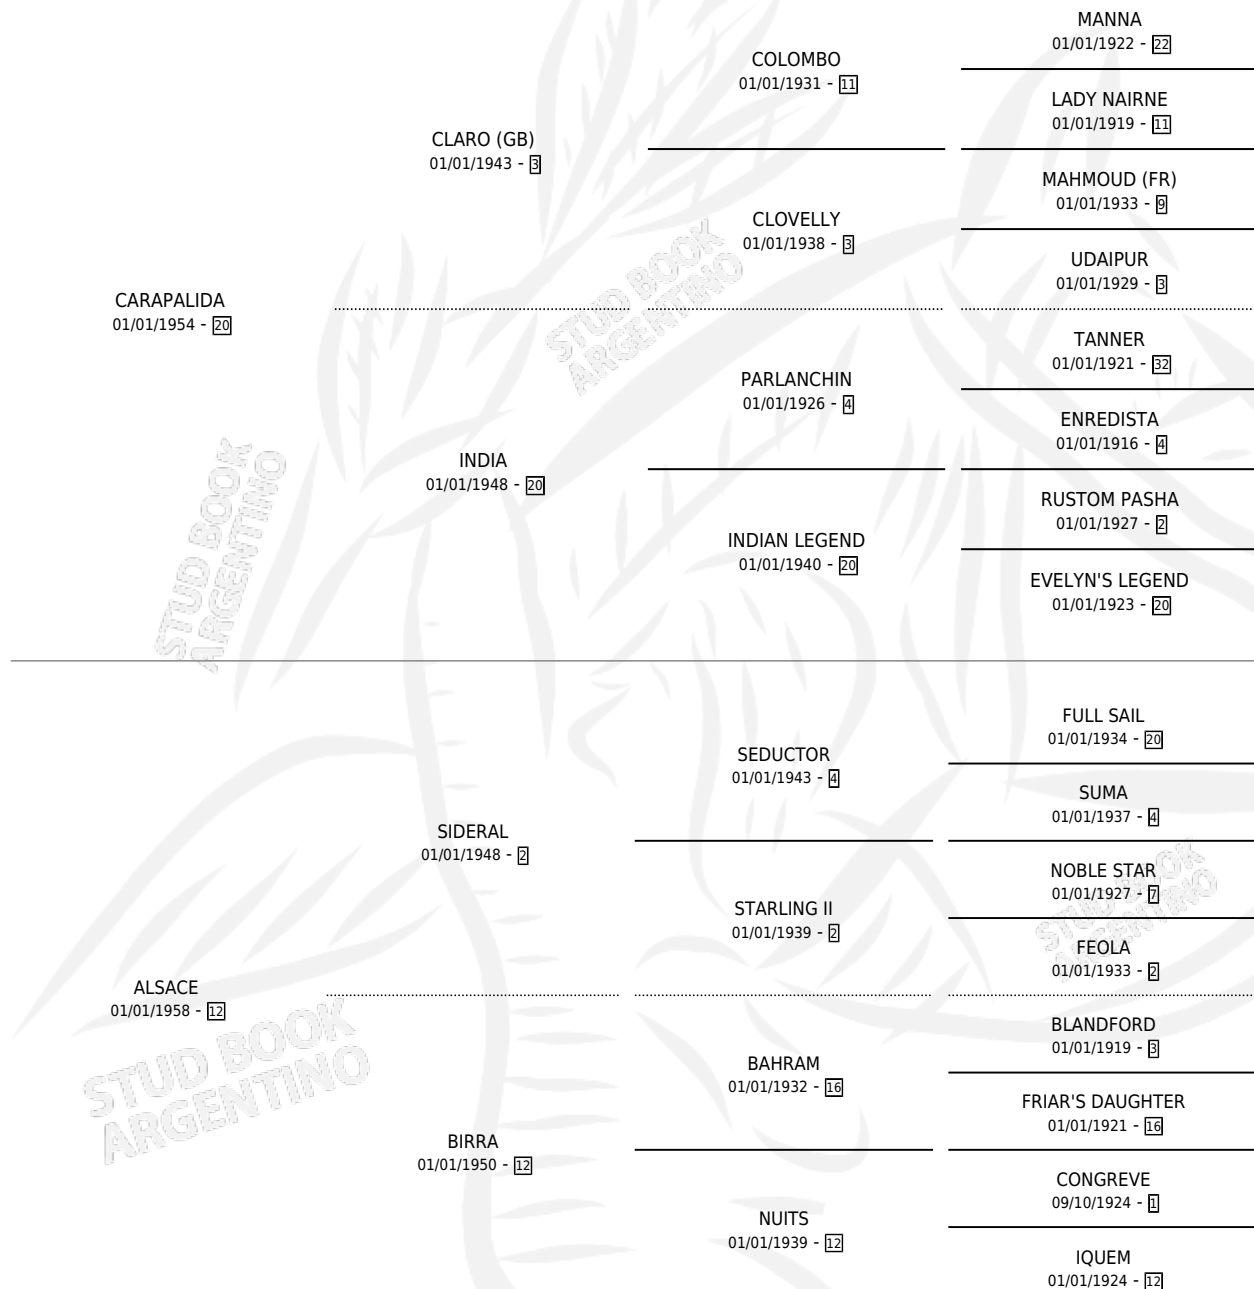 MANNA
01/01/1922 - 22
COLOMBO
01/01/1931 - 11
LADY NAIRNE
01/01/1919 - 11
CLARO (GB)
01/01/1943 - 3
MAHMOUD (FR)
01/01/1933 - 9
CLOVELLY
01/01/1938 - 3
UDAIPUR
01/01/1929 - 3
CARAPALIDA
01/01/1954 - 20
STUD BOOK
ARGENTINO
TANNER
01/01/1921 - 32
PARLANCHIN
01/01/1926 - 4
ENREDISTA
01/01/1916 - 4
INDIA
01/01/1948 - 20
RUSTOM PASHA
01/01/1927 - 2
INDIAN LEGEND
01/01/1940 - 20
EVELYN'S LEGEND
01/01/1923 - 20
STUD BOOK
ARGENTINO
FULL SAIL
01/01/1934 - 20
SEDUCTOR
01/01/1943 - 4
SUMA
01/01/1937 - 4
SIDERAL
01/01/1948 - 2
NOBLE STAR
01/01/1927 - 7
STARLING II
01/01/1939 - 2
FEOLA
01/01/1933 - 2
STUD BOOK
ARGENTINO
ALSACE
01/01/1958 - 12
BLANDFORD
01/01/1919 - 3
BAHRAM
01/01/1932 - 16
FRIAR'S DAUGHTER
01/01/1921 - 16
STUD BOOK
ARGENTINO
BIRRA
01/01/1950 - 12
CONGREVE
09/10/1924 - 1
NUITS
01/01/1939 - 12
IQUEM
01/01/1924 - 12